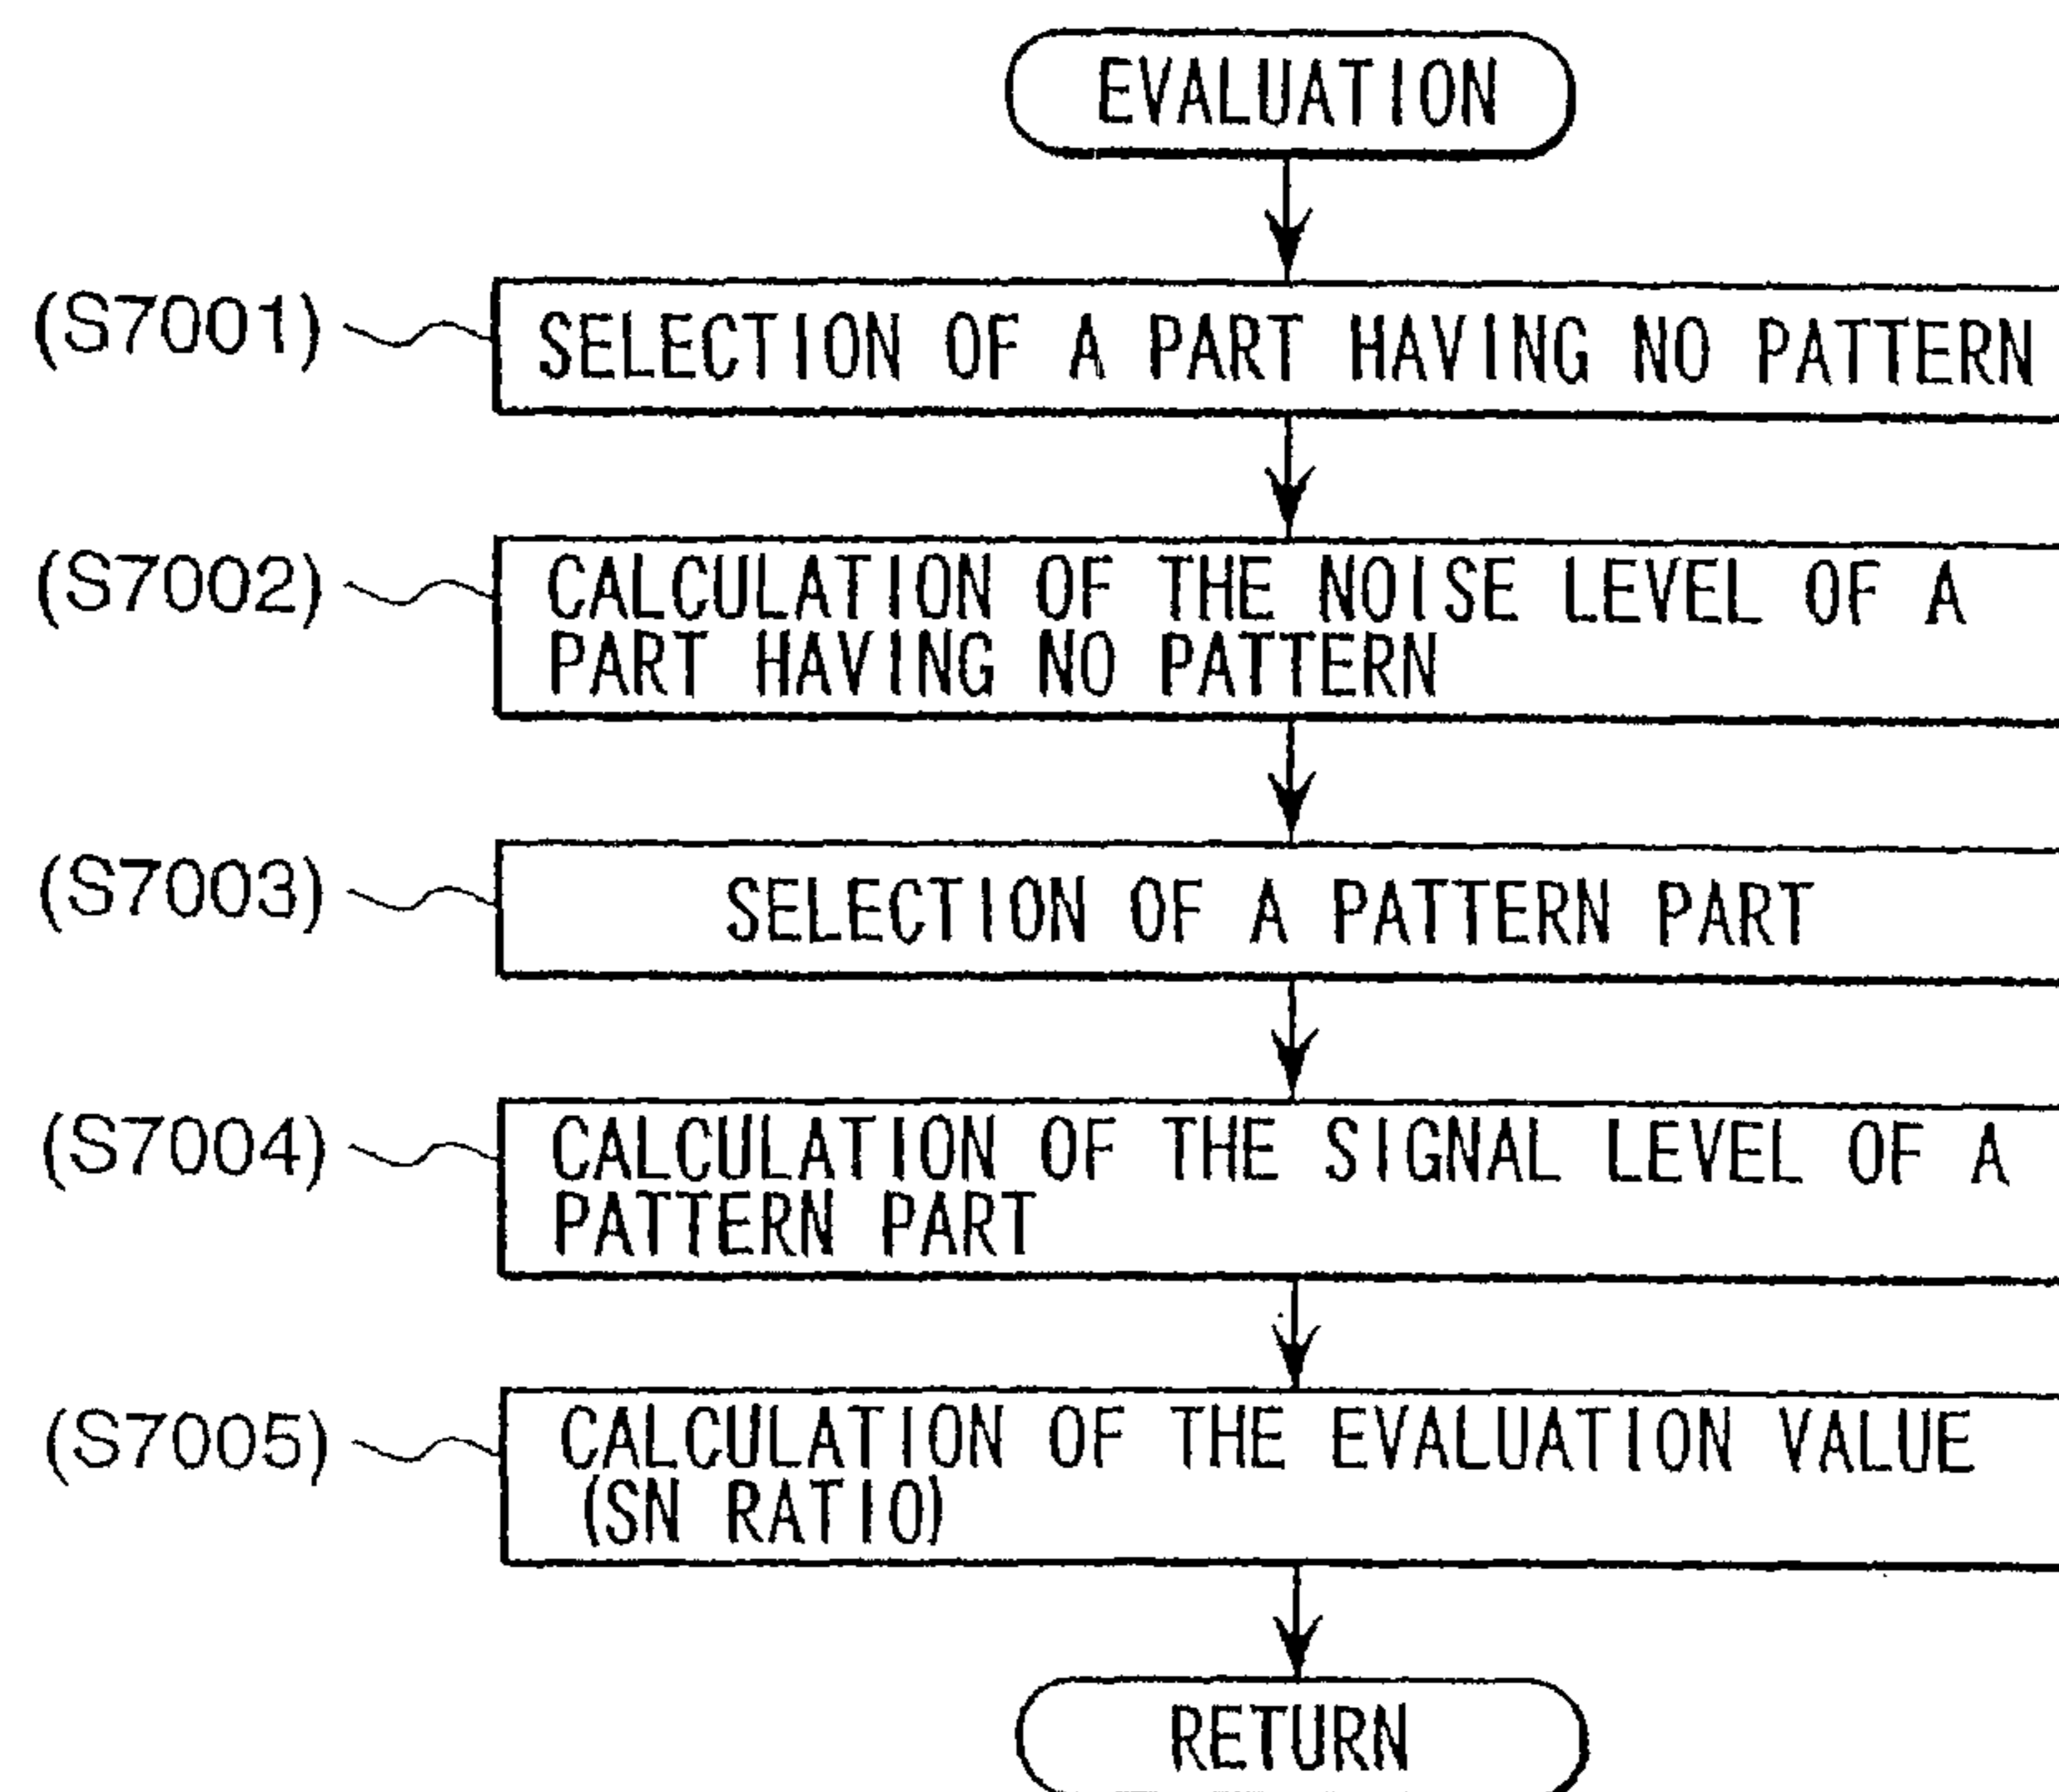 EVALUATION
(S7001)
SELECTION OF A PART HAVING NO PATTERN
(S7002)
CALCULATION OF THE NOISE LEVEL OF A
PART HAVING NO PATTERN
(S7003)
SELECTION OF A PATTERN PART
(S7004)
CALCULATION OF THE SIGNAL LEVEL OF A
PATTERN PART
(S7005)
CALCULATION OF THE EVALUATION VALUE
(SN RATIO)
RETURN